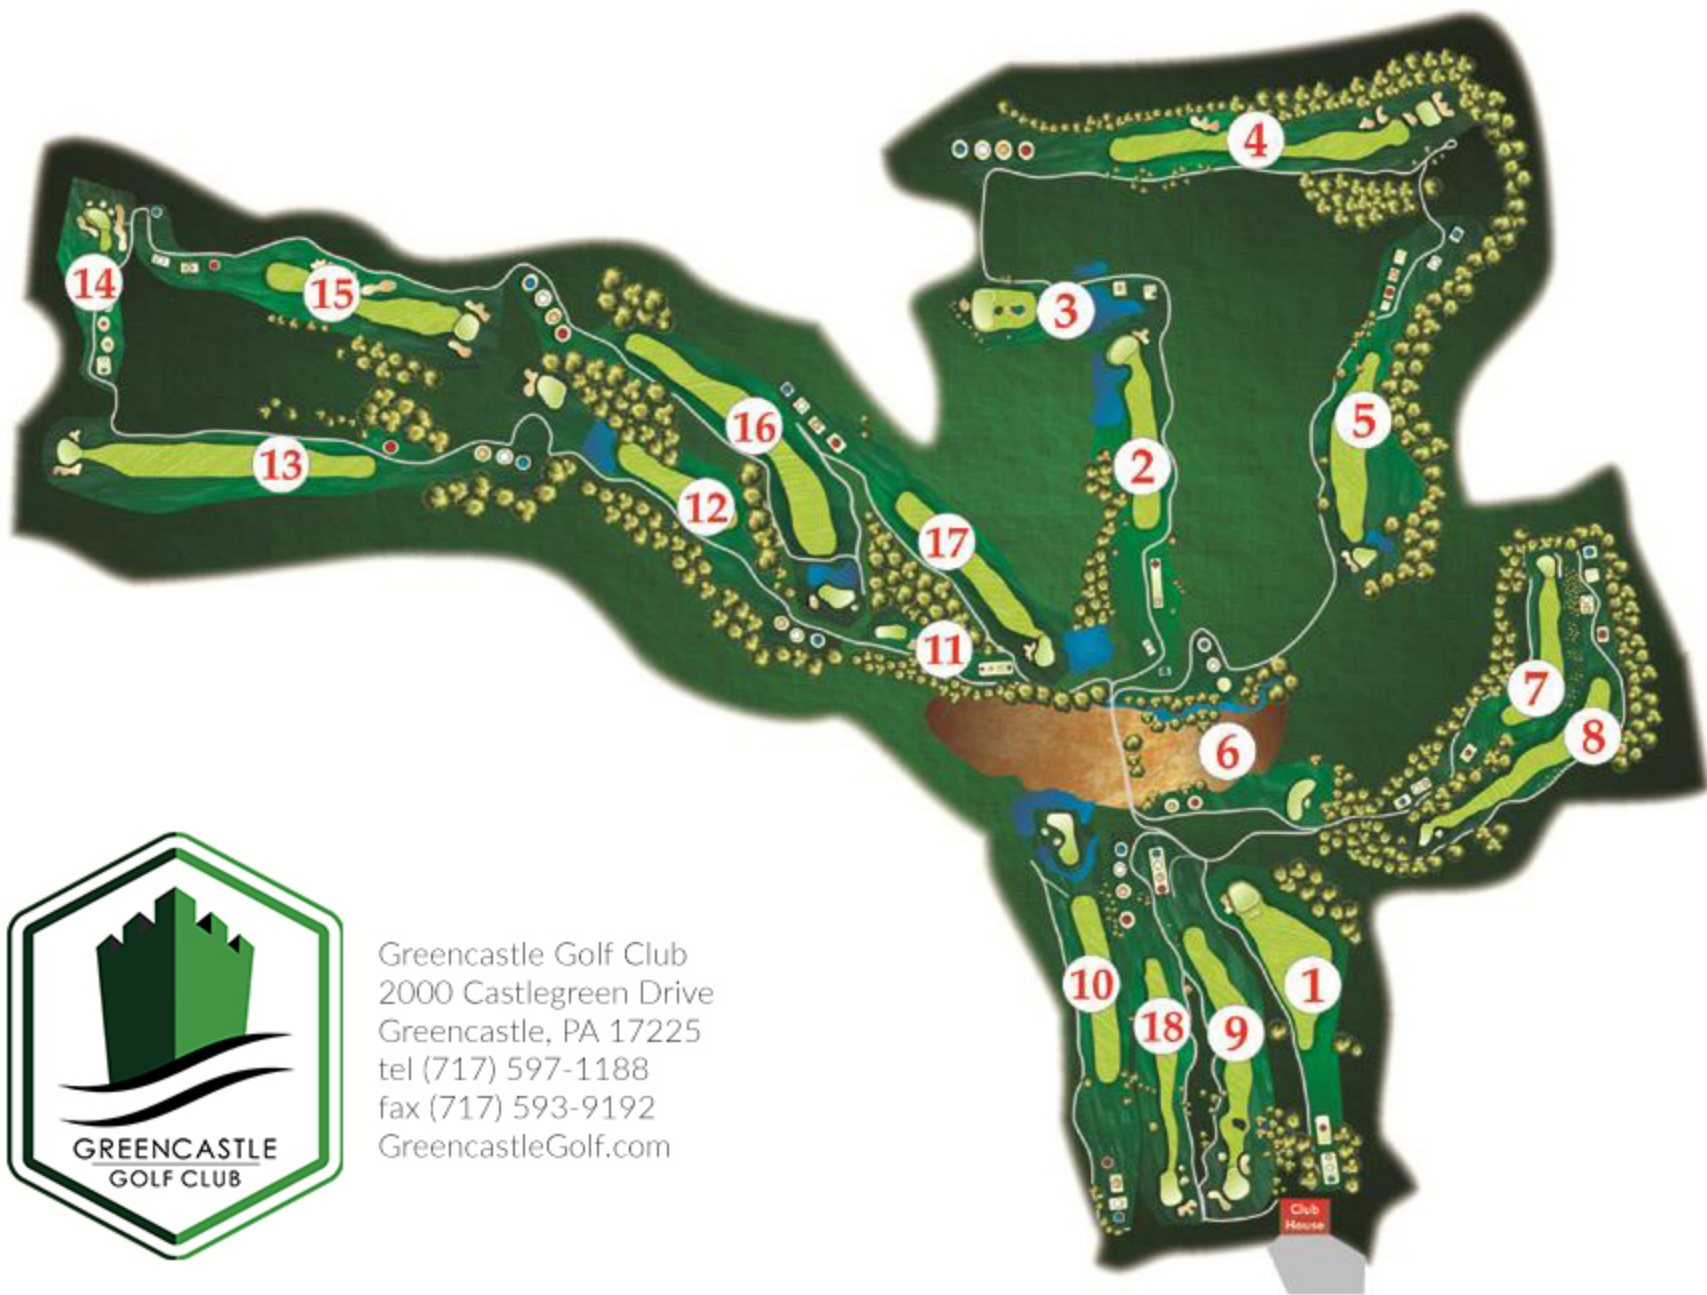 4
14
15
3
16
5
13
2
12
17
11
7
8
6
10
1
18
9
Club
House
GREENCASTLE
GOLF CLUB
Greencastle Golf Club
2000 Castlegreen Drive
Greencastle, PA 17225
tel (717) 597-1188
fax (717) 593-9192
GreencastleGolf.com